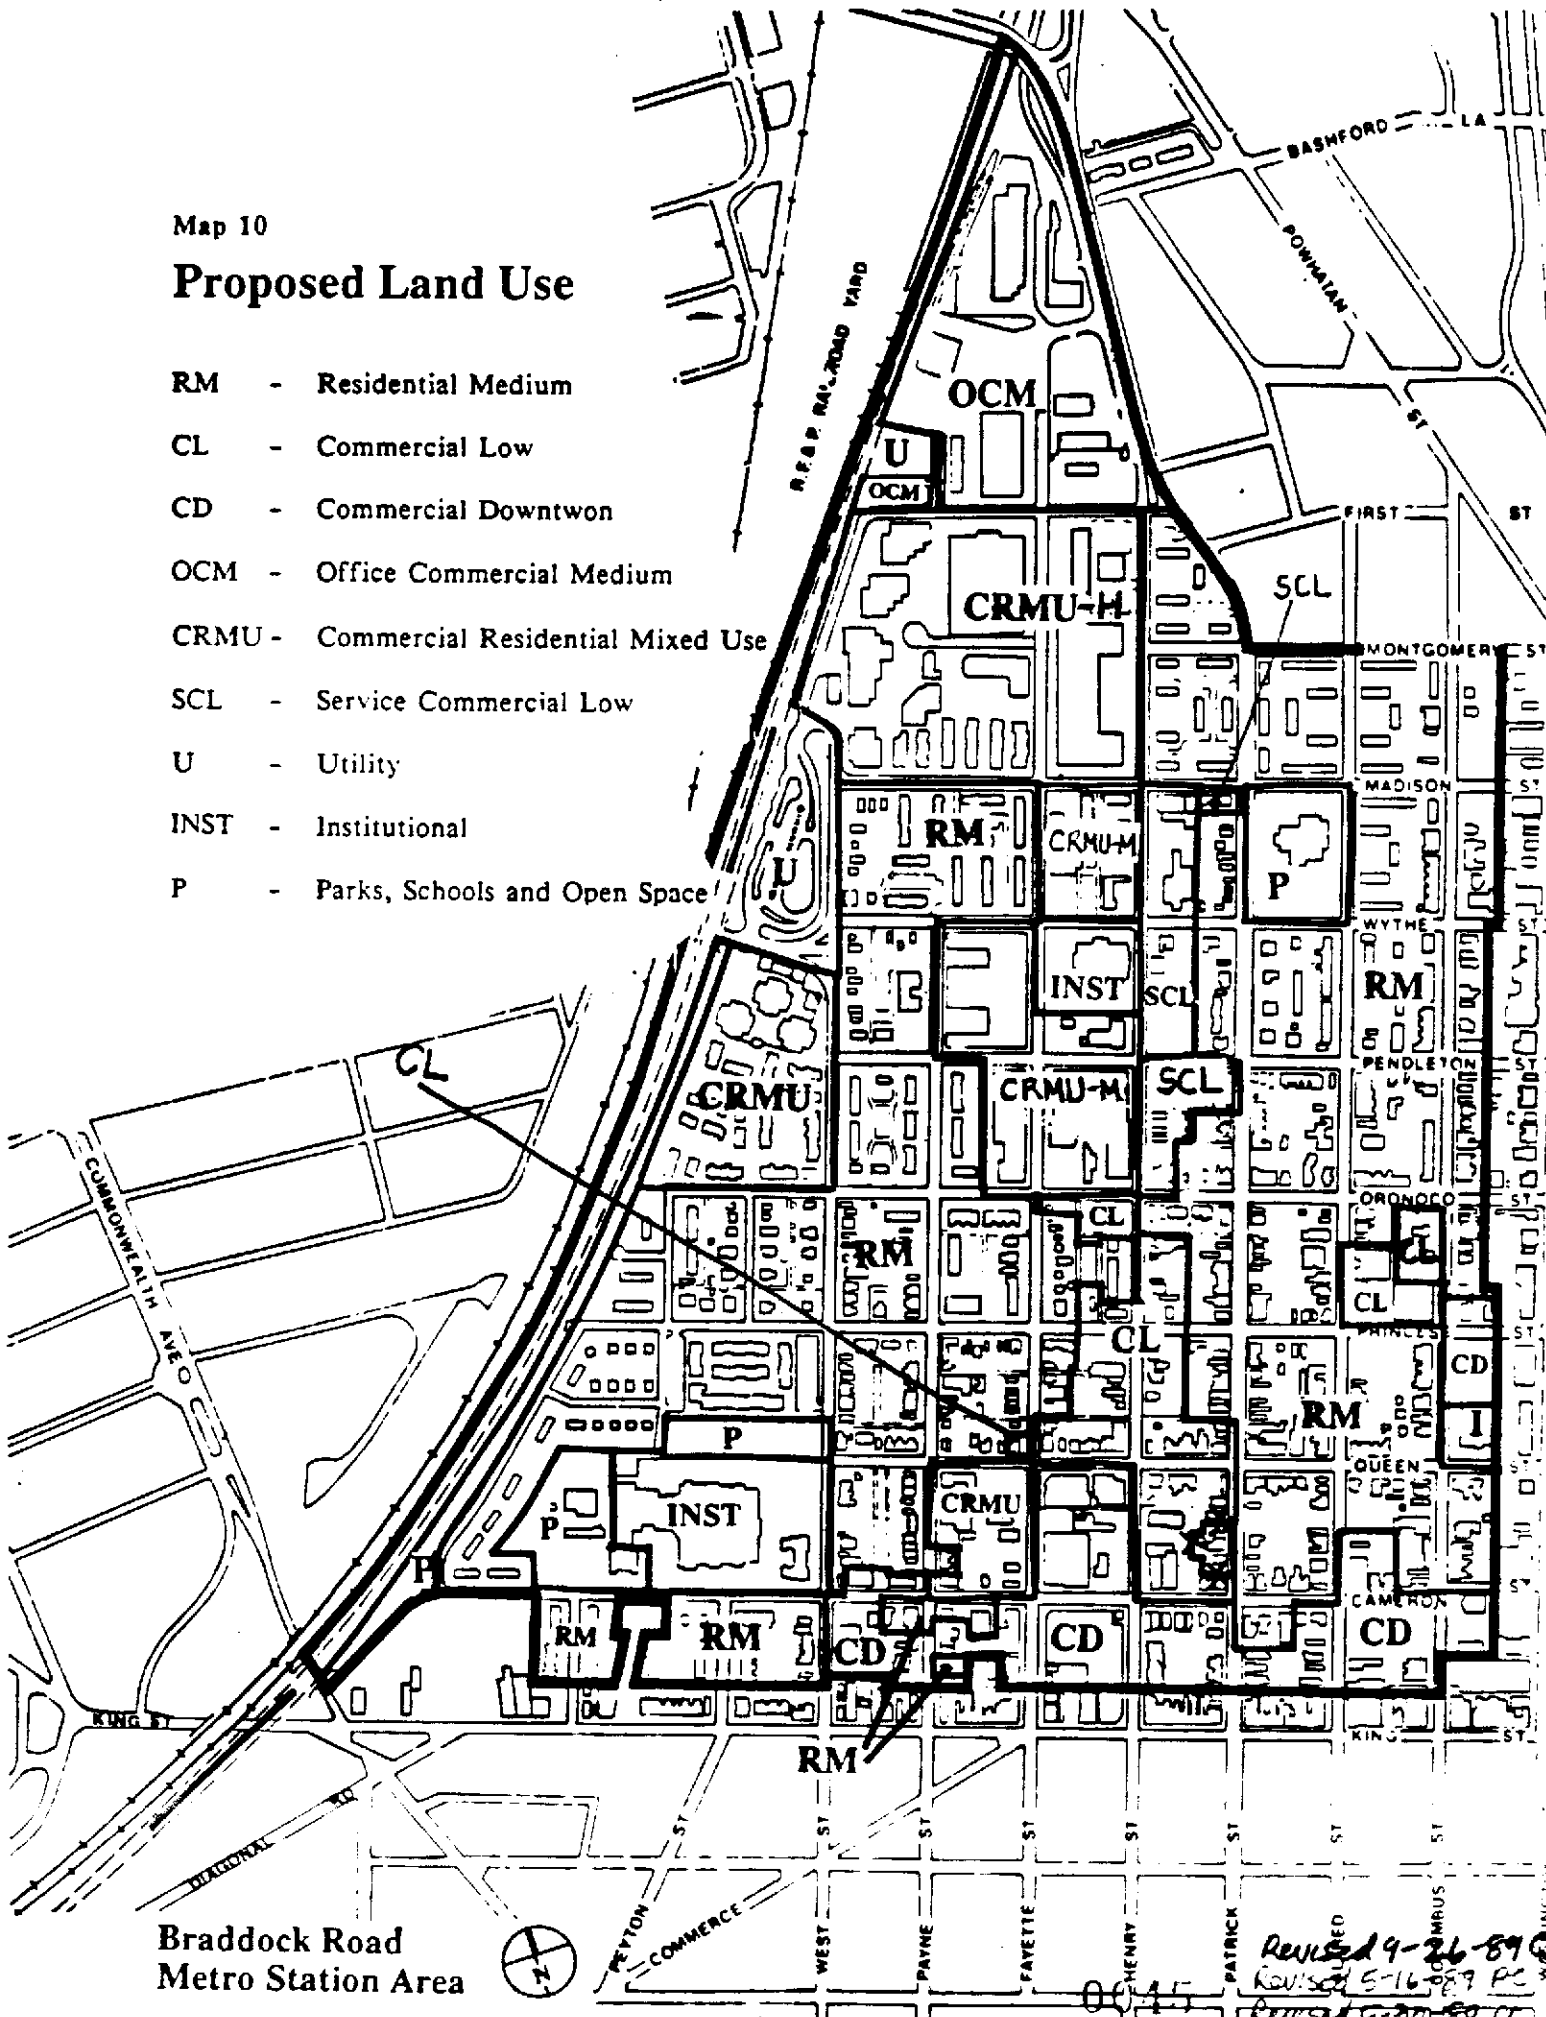 Map 10
Proposed Land Use
RM - Residential Medium
CL - Commercial Low
CD - Commercial Downtwon
OCM - Office Commercial Medium
CRMU - Commercial Residential Mixed Use
SCL - Service Commercial Low
U - Utility
INST - Institutional
P - Parks, Schools and Open Space
BASHFORD LA
POWHATAN ST
R.F.&P. RAILROAD YARD
OCM
U
OCM
FIRST ST
CRMU-H
SCL
MONTGOMERY ST
MADISON ST
RM
CRMU-M
U
P
WYTHE ST
INST
SCL
RM
PENDLETON ST
CL
CRMU
CRMU-M
SCL
ORONOCO ST
COMMONWEALTH AVE
CL
RM
CL
CL
CL
PRINCESS ST
CD
RM
I
P
QUEEN ST
INST
CRMU
P
P
CAMERON ST
RM
RM
CD
CD
CD
KING ST
KING ST
RM
DIAGONAL RD
PEYTON ST
COMMERCE
WEST ST
PAYNE ST
FAYETTE ST
HENRY ST
PATRICK ST
ST
ST
Braddock Road
Metro Station Area
N
Revised 9-26-89
Revised 5-16-89 PC